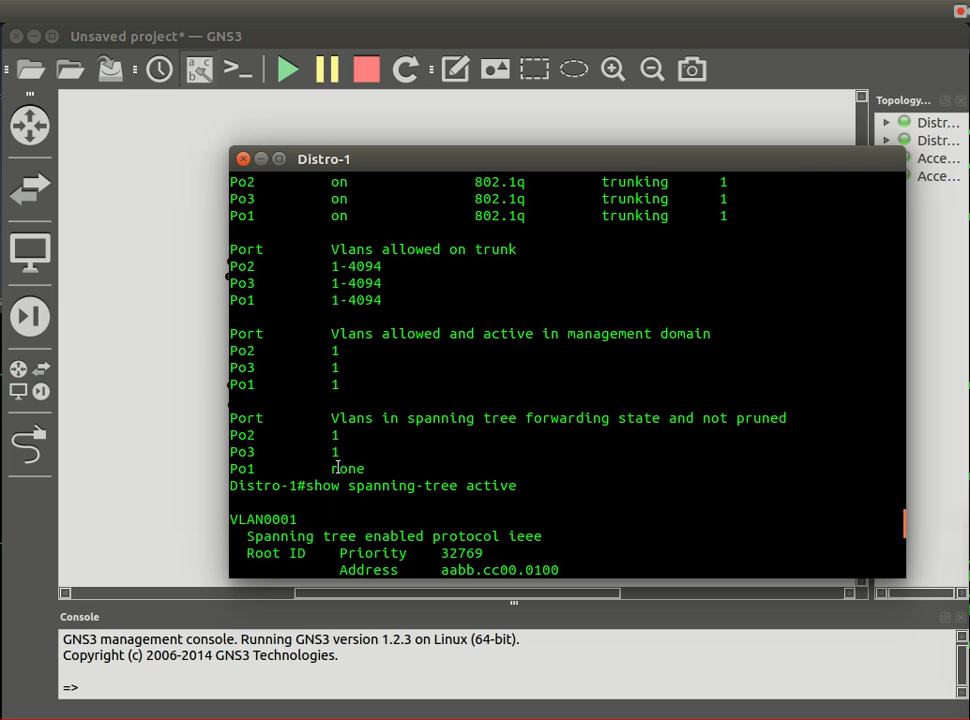 Unsaved project* — GNS3
abc
Topology...
Distr...
Distr...
Acce...
Acce...
Distro-1
Po2 on 802.1q trunking 1
Po3 on 802.1q trunking 1
Po1 on 802.1q trunking 1
Port Vlans allowed on trunk
Po2 1-4094
Po3 1-4094
Po1 1-4094
Port Vlans allowed and active in management domain
Po2 1
Po3 1
Po1 1
Port Vlans in spanning tree forwarding state and not pruned
Po2 1
Po3 1
Po1 none
Distro-1#show spanning-tree active
VLAN0001
Spanning tree enabled protocol ieee
Root ID Priority 32769
Address aabb.cc00.0100
Console
GNS3 management console. Running GNS3 version 1.2.3 on Linux (64-bit).
Copyright (c) 2006-2014 GNS3 Technologies.
=>